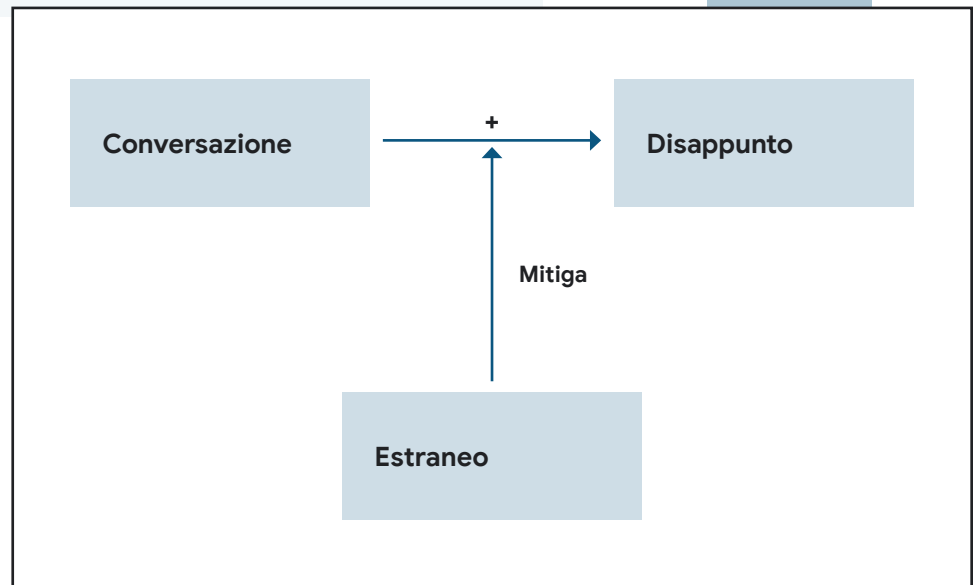 Conversazione
+
Disappunto
Mitiga
Estraneo